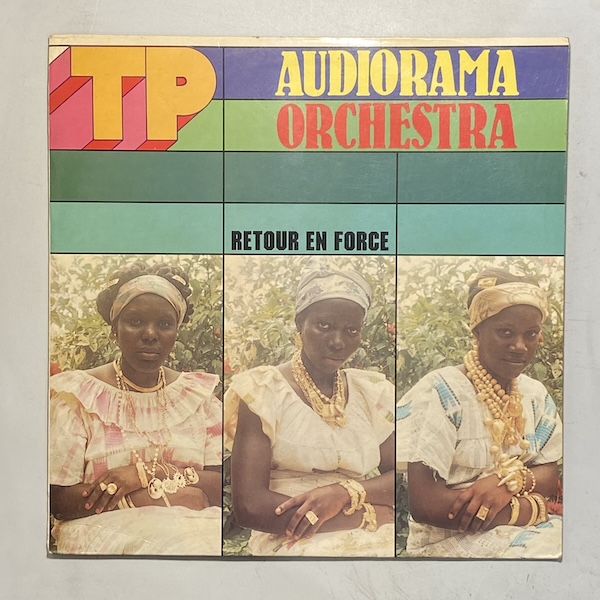 TP
AUDIORAMA
ORCHESTRA
RETOUR EN FORCE